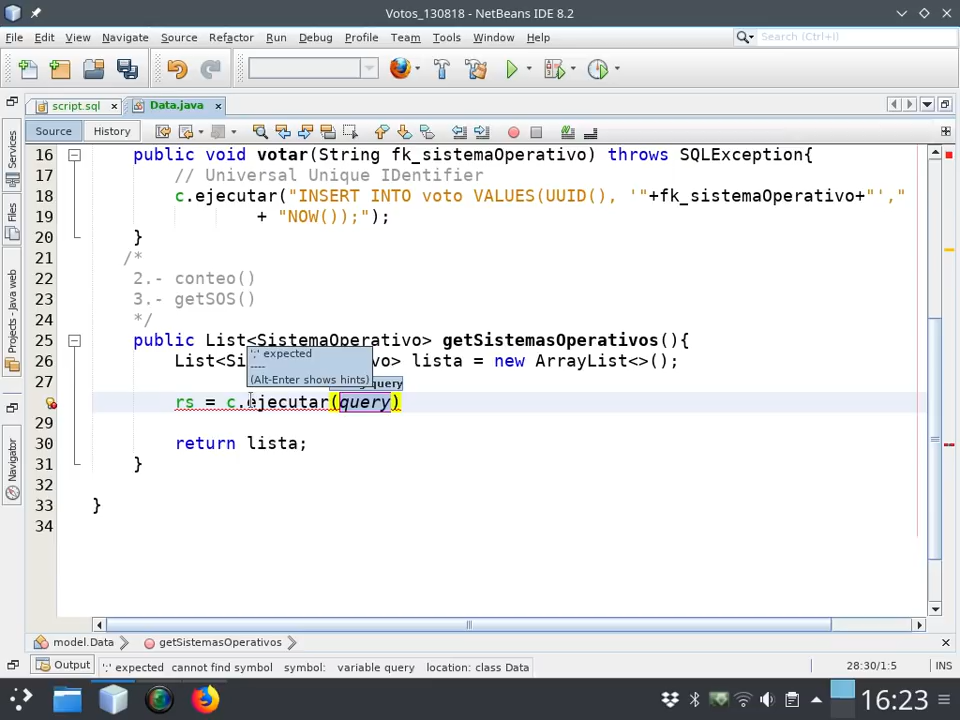 Votos_130818 - NetBeans IDE 8.2
File Edit View Navigate Source Refactor Run Debug Profile Team Tools Window Help Search (Ctrl+I)
script.sql Data.java
Source History
Services
Files
Projects - Java web
Navigator
16 public void votar(String fk_sistemaOperativo) throws SQLException{
17 // Universal Unique IDentifier
18 c.ejecutar("INSERT INTO voto VALUES(UUID(), '"+fk_sistemaOperativo+"',"
19 + "NOW());");
20 }
21 /*
22 2.- conteo()
23 3.- getSOS()
24 */
25 public List<SistemaOperativo> getSistemasOperativos(){
26 List<Si vo> lista = new ArrayList<>();
';' expected
----
(Alt-Enter shows hints)
27 query
rs = c.ejecutar(query)
29
30 return lista;
31 }
32
33 }
34
model.Data getSistemasOperativos
Output ';' expected cannot find symbol symbol: variable query location: class Data 28:30/1:5 INS
16:23